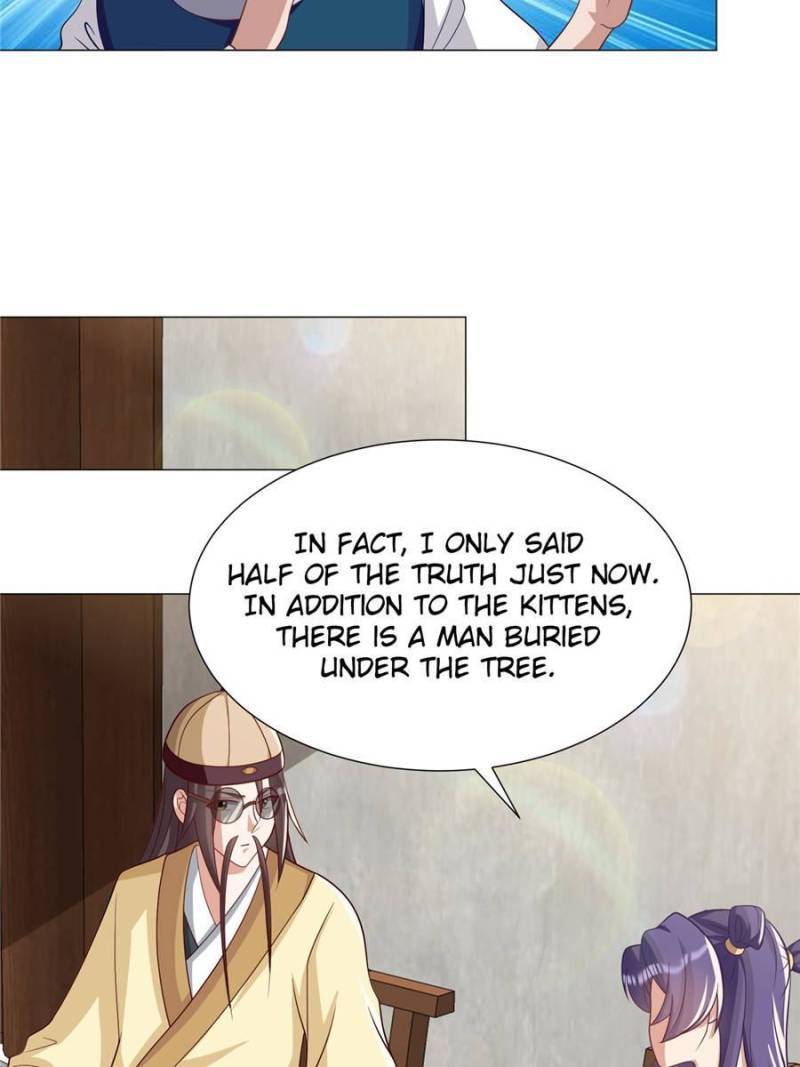 IN FACT, I ONLY SAID
HALF OF THE TRUTH JUST NOW.
IN ADDITION TO THE KITTENS,
THERE IS A MAN BURIED
UNDER THE TREE.